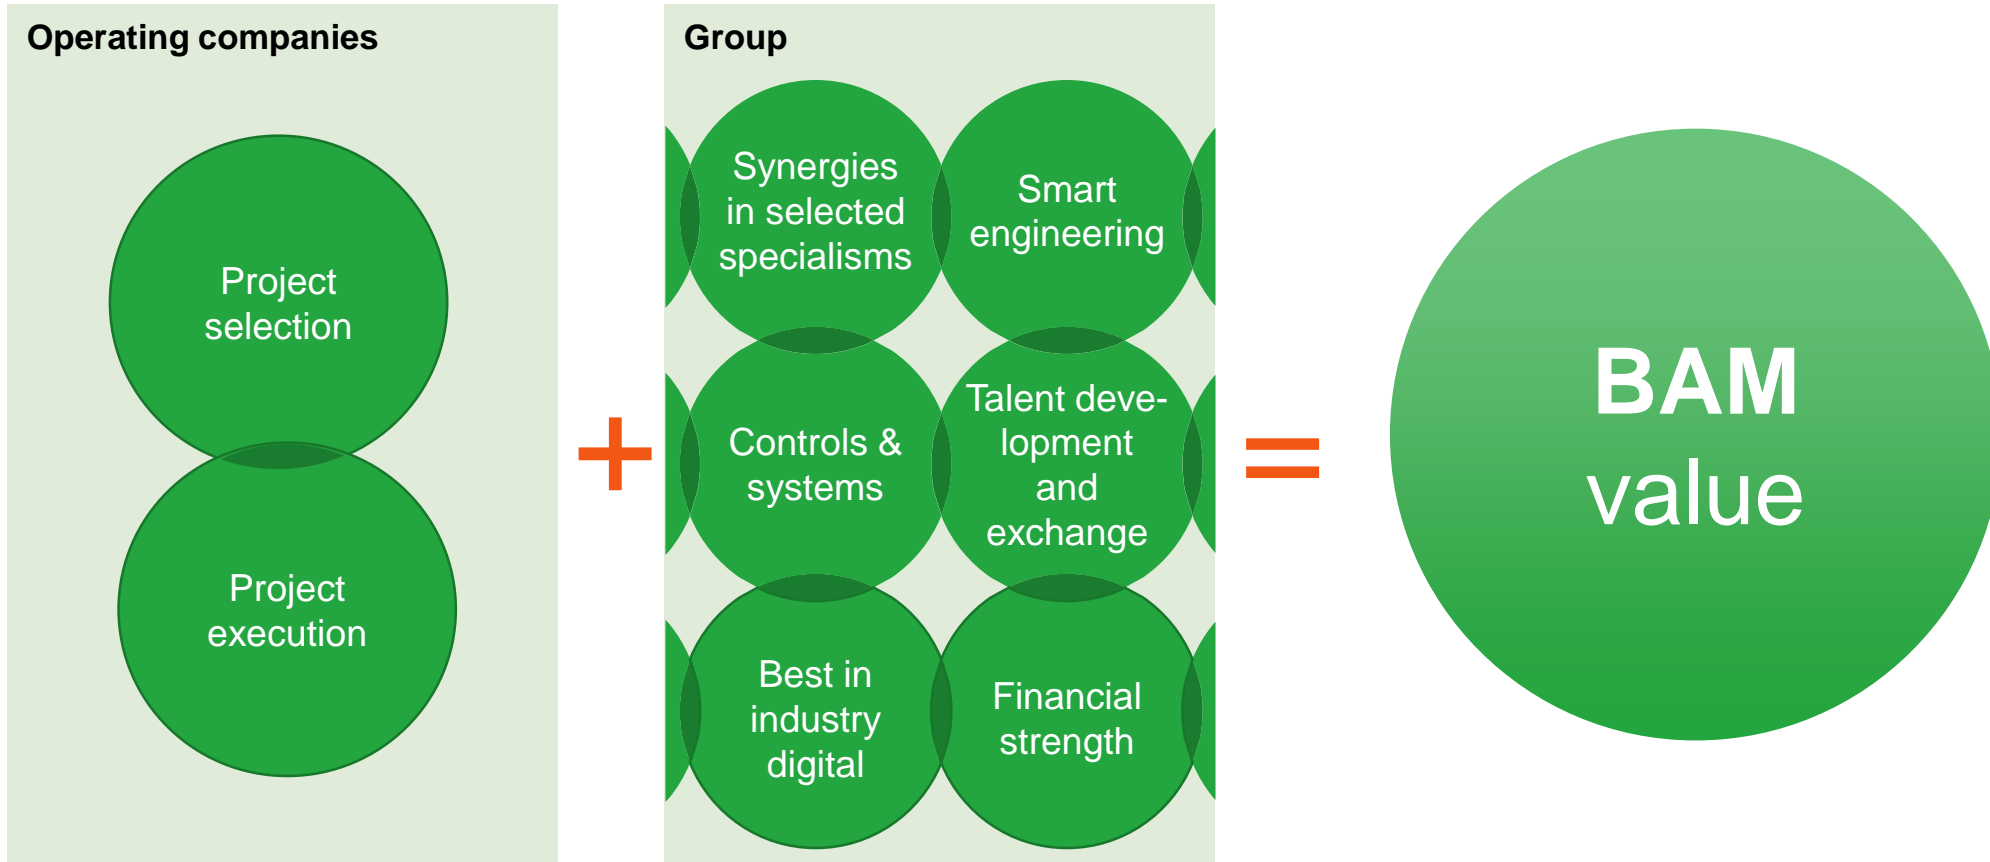 Operating companies
Project
selection
Project
execution
+
Group
Synergies
in selected
specialisms
Smart
engineering
Controls &
systems
Talent deve-
lopment
and
exchange
Best in
industry
digital
Financial
strength
=
BAM
value